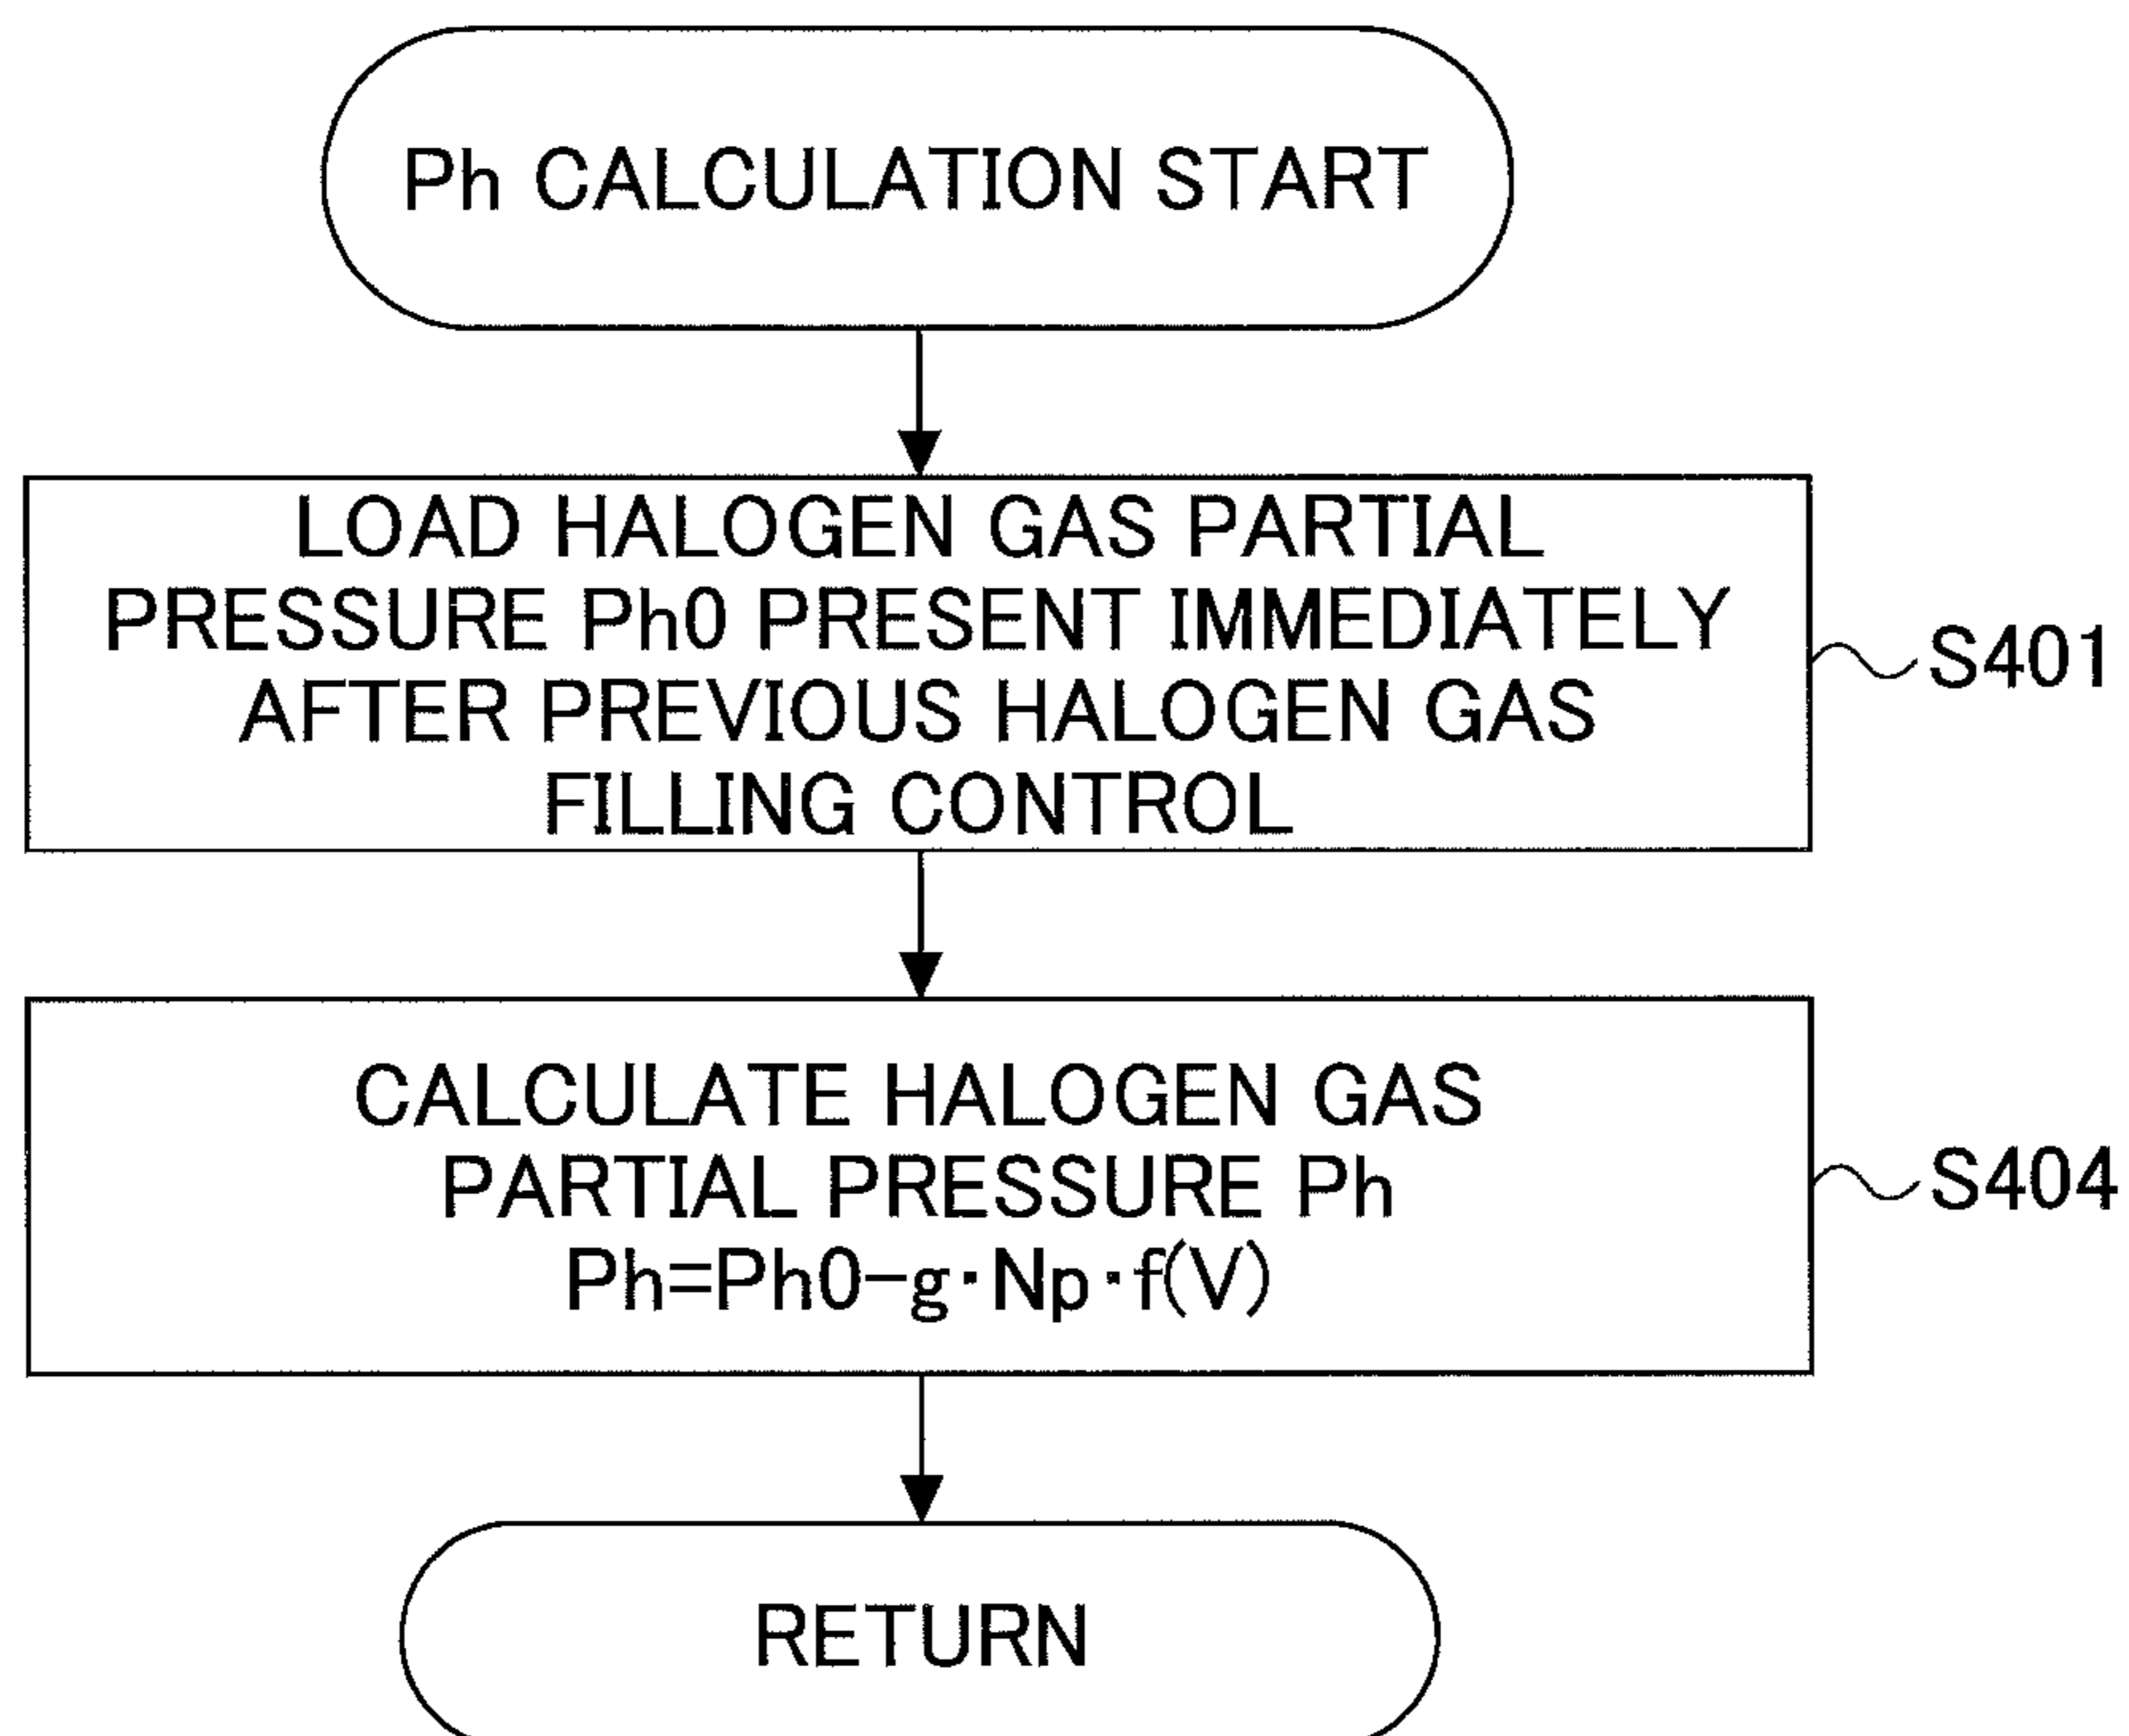 Ph CALCULATION START
LOAD HALOGEN GAS PARTIAL
PRESSURE Ph0 PRESENT IMMEDIATELY
AFTER PREVIOUS HALOGEN GAS
FILLING CONTROL
S401
CALCULATE HALOGEN GAS
PARTIAL PRESSURE Ph
Ph=Ph0−g·Np·f(V)
S404
RETURN